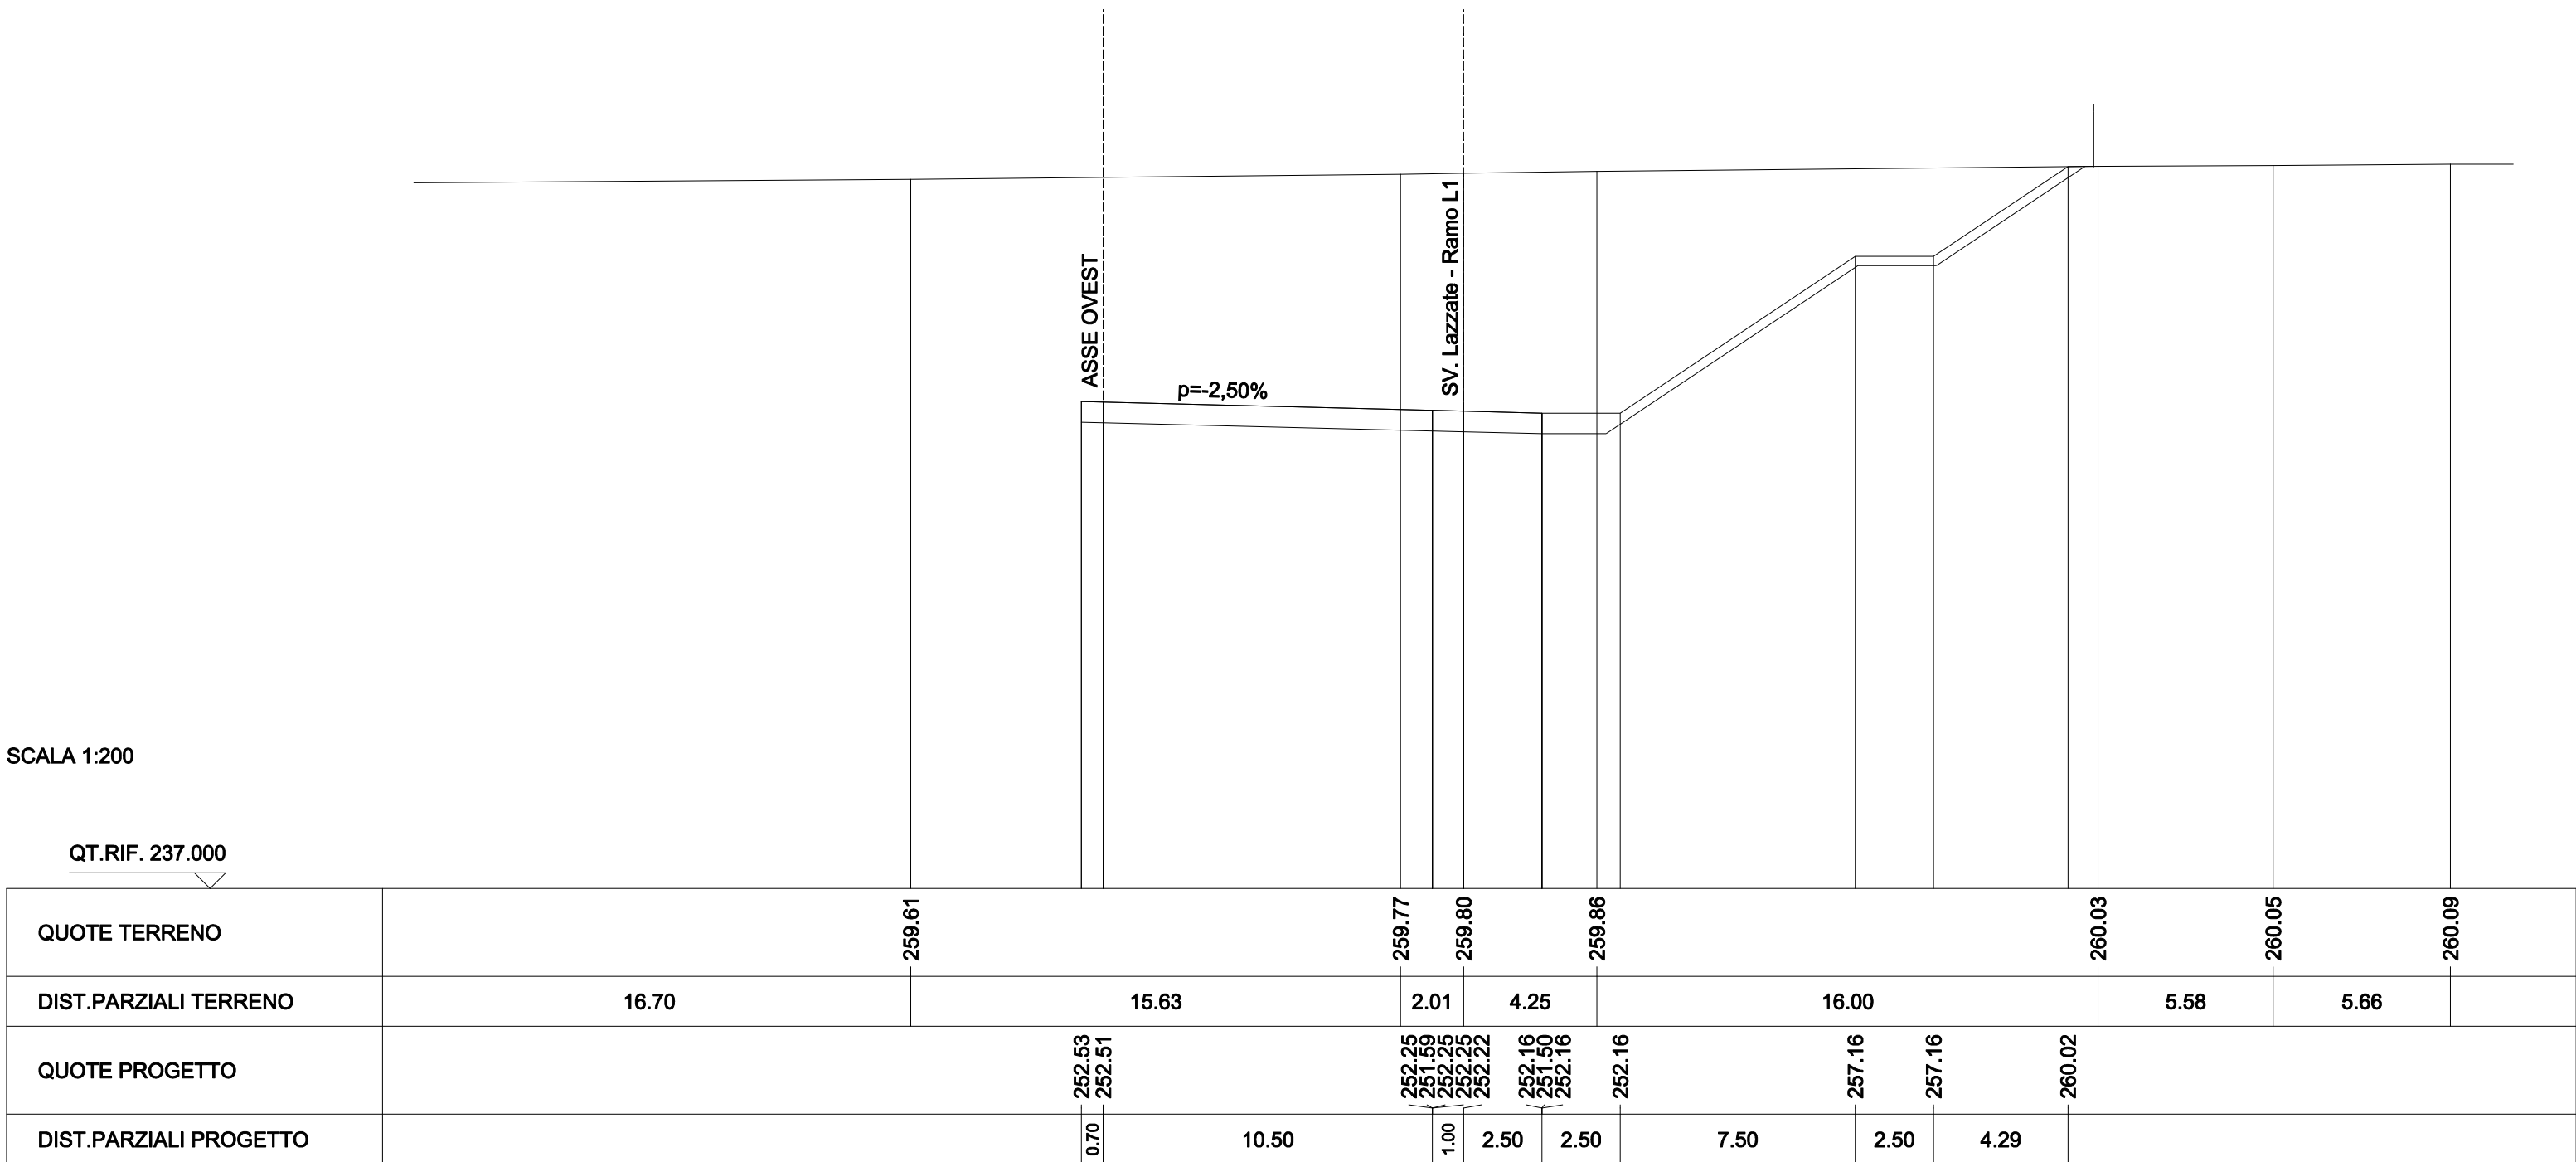 SV. Lazzate - Ramo L1
ASSE OVEST
p=-2,50%
SCALA 1:200
QT.RIF. 237.000
QUOTE TERRENO 259.61 259.77 259.80 259.86 260.03 260.05 260.09
DIST.PARZIALI TERRENO 16.70 15.63 2.01 4.25 16.00 5.58 5.66
QUOTE PROGETTO 252.53 252.51 252.25 251.59 252.25 252.25 252.22 252.16 251.50 252.16 252.16 257.16 257.16 260.02
DIST.PARZIALI PROGETTO 0.70 10.50 1.00 2.50 2.50 7.50 2.50 4.29